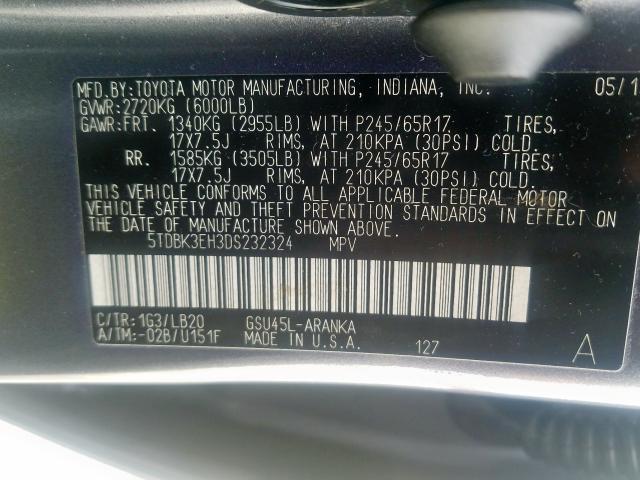 MFD.BY:TOYOTA MOTOR MANUFACTURING, INDIANA, INC. 05/1
GVWR:2720KG (6000LB)
GAWR:FRT. 1340KG (2955LB) WITH P245/65R17 TIRES,
17X7.5J RIMS, AT 210KPA (30PSI) COLD.
RR. 1585KG (3505LB) WITH P245/65R17 TIRES,
17X7.5J RIMS, AT 210KPA (30PSI) COLD.
THIS VEHICLE CONFORMS TO ALL APPLICABLE FEDERAL MOTOR
VEHICLE SAFETY AND THEFT PREVENTION STANDARDS IN EFFECT ON
THE DATE OF MANUFACTURE SHOWN ABOVE.
5TDBK3EH3DS232324 MPV
C/TR:1G3/LB20 GSU45L-ARANKA
A/TM:-02B/U151F MADE IN U.S.A. 127 A